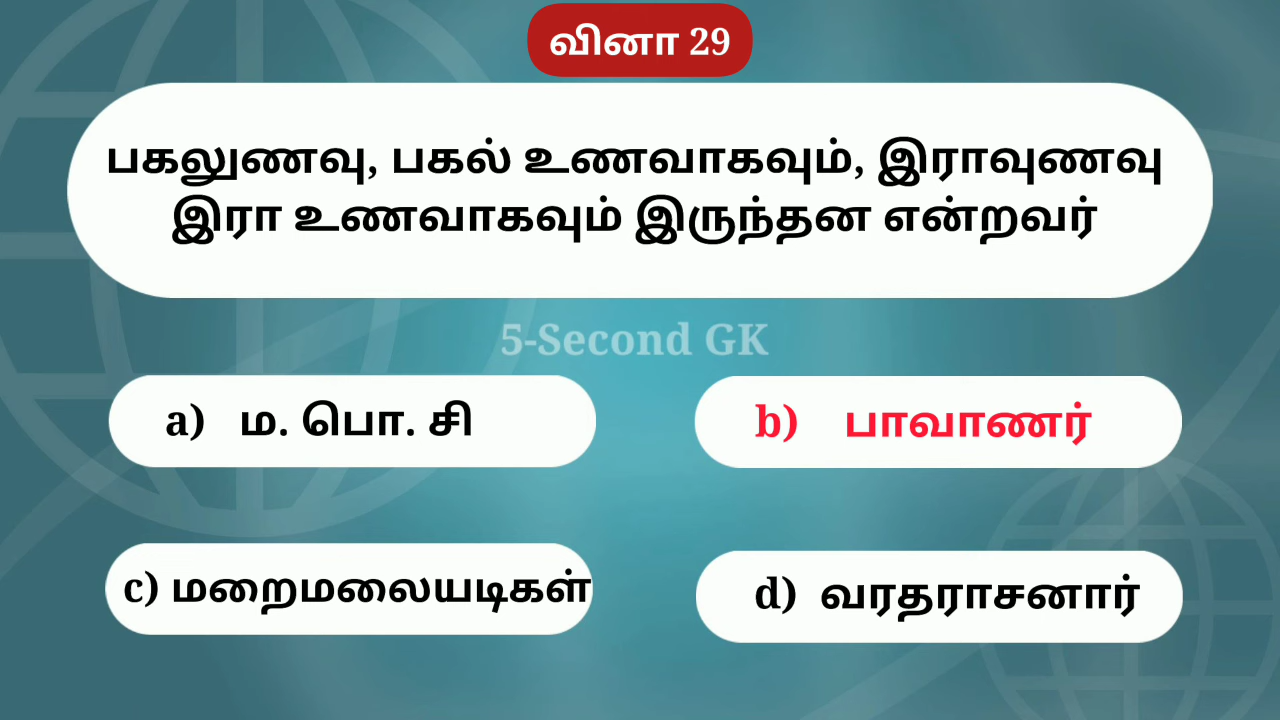 வினா 29
பகலுணவு, பகல் உணவாகவும், இராவுணவு
இரா உணவாகவும் இருந்தன என்றவர்
5-Second GK
a) ம. பொ. சி
b) பாவாணர்
c) மறைமலையடிகள்
d) வரதராசனார்